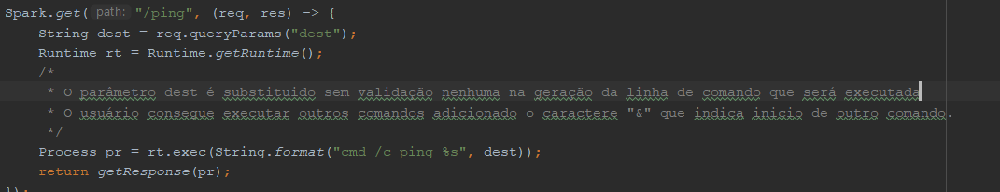 Spark.get( path: "/ping", (req, res) -> {
String dest = req.queryParams("dest");
Runtime rt = Runtime.getRuntime();
/*
* O parâmetro dest é substituido sem validação nenhuma na geração da linha de comando que será executada
* O usuário consegue executar outros comandos adicionado o caractere "&" que indica inicio de outro comando.
*/
Process pr = rt.exec(String.format("cmd /c ping %s", dest));
return getResponse(pr);
});